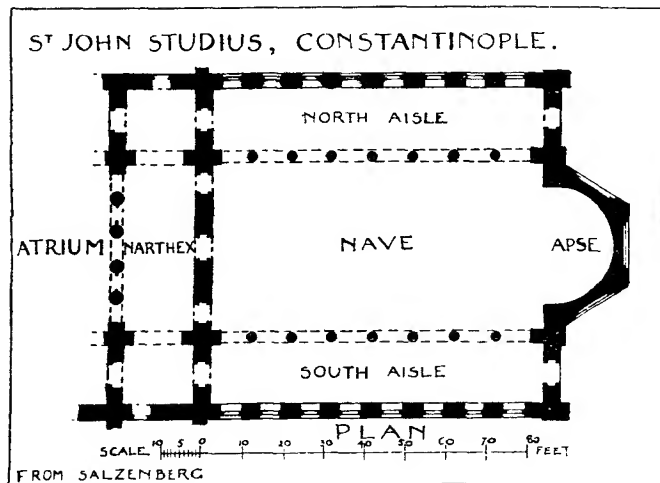 ST JOHN STUDIUS, CONSTANTINOPLE.
NORTH AISLE
ATRIUM NARTHEX NAVE APSE
SOUTH AISLE
PLAN
SCALE 10 5 0 10 20 30 40 50 60 70 80 FEET
FROM SALZENBERG